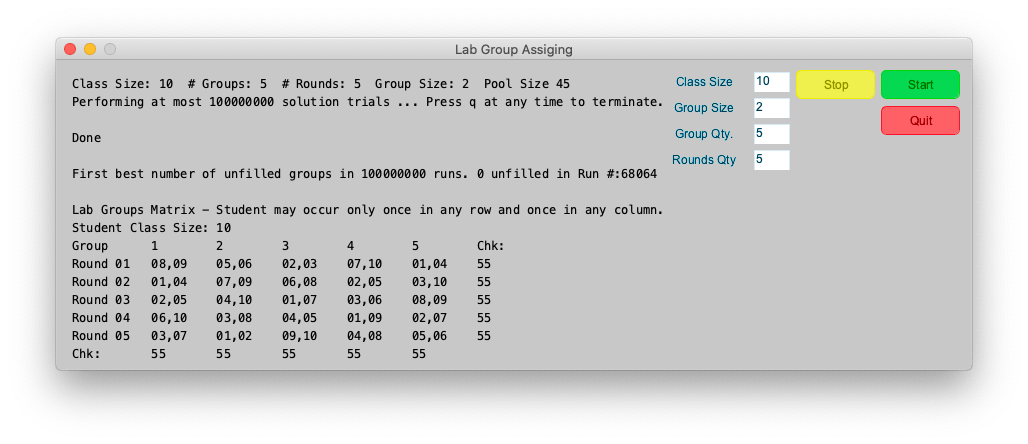 Lab Group Assiging
Class Size: 10 # Groups: 5 # Rounds: 5 Group Size: 2 Pool Size 45
Performing at most 100000000 solution trials ... Press q at any time to terminate.
Done
First best number of unfilled groups in 100000000 runs. 0 unfilled in Run #:68064
Lab Groups Matrix – Student may occur only once in any row and once in any column.
Student Class Size: 10
Group 1 2 3 4 5 Chk:
Round 01 08,09 05,06 02,03 07,10 01,04 55
Round 02 01,04 07,09 06,08 02,05 03,10 55
Round 03 02,05 04,10 01,07 03,06 08,09 55
Round 04 06,10 03,08 04,05 01,09 02,07 55
Round 05 03,07 01,02 09,10 04,08 05,06 55
Chk: 55 55 55 55 55
Class Size 10
Group Size 2
Group Qty. 5
Rounds Qty 5
Stop
Start
Quit